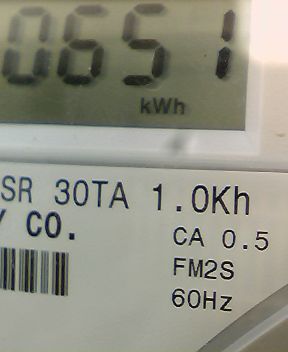 0651
kWh
SR 30TA 1.0Kh
Y CO.
CA 0.5
FM2S
60Hz